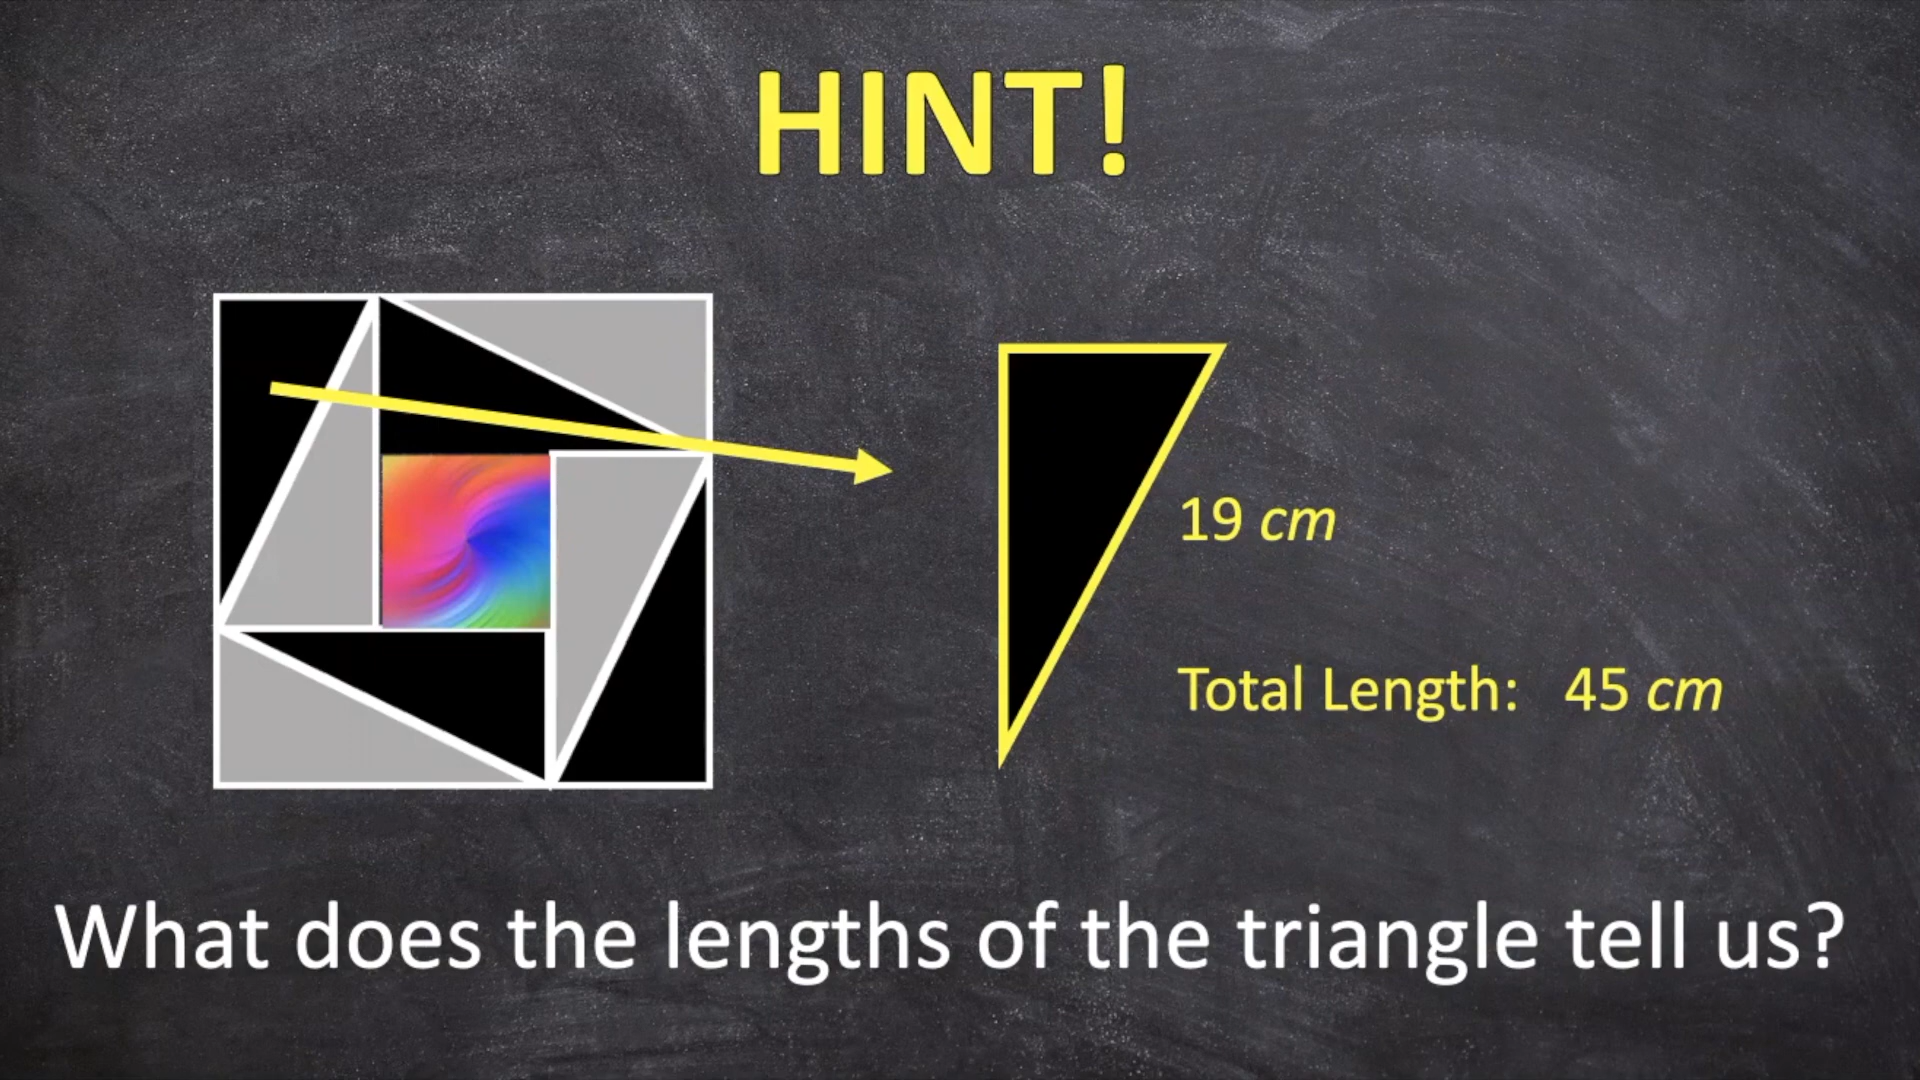 HINT!
19 cm
Total Length: 45 cm
What does the lengths of the triangle tell us?